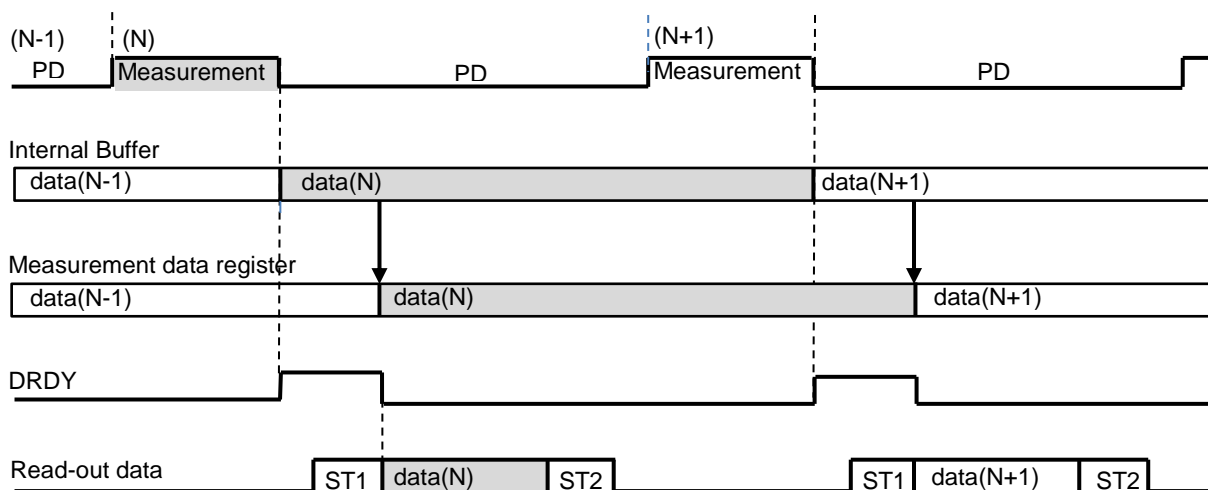 (N-1) (N) (N+1)
PD Measurement PD Measurement PD
Internal Buffer
data(N-1) data(N) data(N+1)
Measurement data register
data(N-1) data(N) data(N+1)
DRDY
Read-out data ST1 data(N) ST2 ST1 data(N+1) ST2